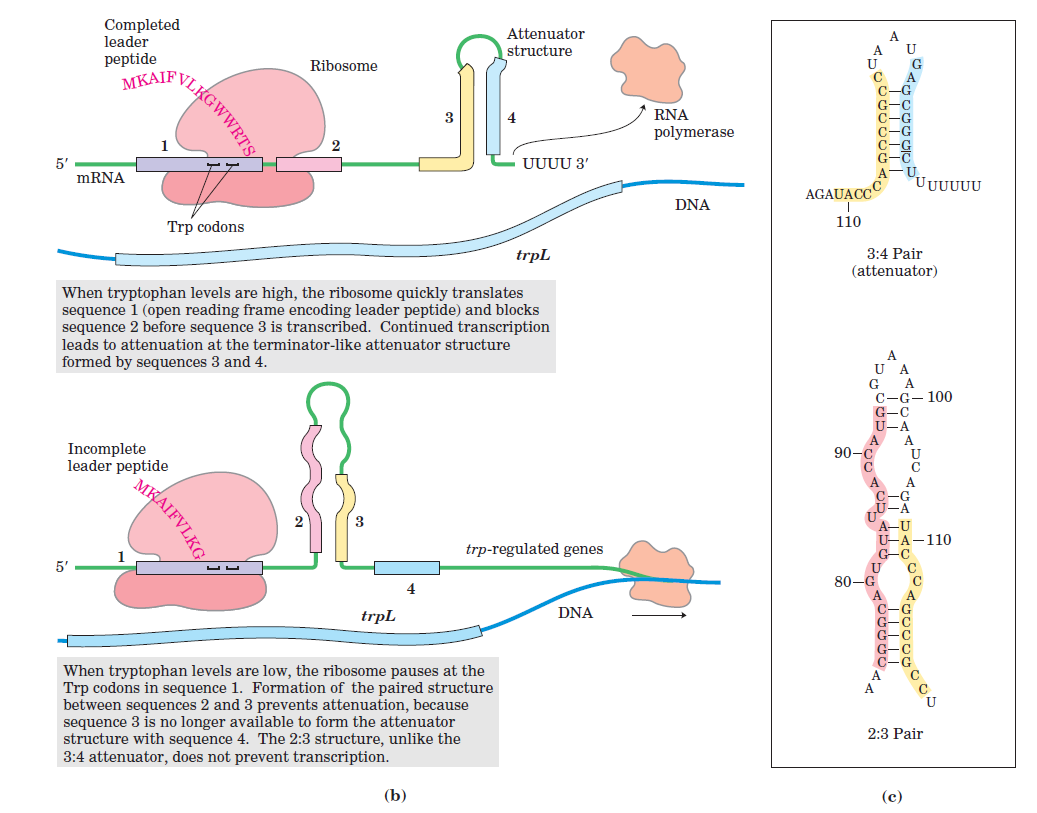 Completed
leader
peptide
MKAIFVLKGWWRTS
Ribosome
Attenuator
structure
1
2
3
4
RNA
polymerase
5′
mRNA
UUUU 3′
Trp codons
DNA
trpL
When tryptophan levels are high, the ribosome quickly translates
sequence 1 (open reading frame encoding leader peptide) and blocks
sequence 2 before sequence 3 is transcribed. Continued transcription
leads to attenuation at the terminator-like attenuator structure
formed by sequences 3 and 4.
Incomplete
leader peptide
MKAIFVLKG
1
2
3
5′
trp-regulated genes
4
trpL
DNA
When tryptophan levels are low, the ribosome pauses at the
Trp codons in sequence 1. Formation of the paired structure
between sequences 2 and 3 prevents attenuation, because
sequence 3 is no longer available to form the attenuator
structure with sequence 4. The 2:3 structure, unlike the
3:4 attenuator, does not prevent transcription.
(b)
A
A U
U G
C A
C–G
G–C
C–G
C–G
C–G
G–C
A–U
C UUUUUU
AGAUACC
110
3:4 Pair
(attenuator)
A
U A
G A
C–G – 100
G–C
U–A
A A
90–C U
C C
A A
C–G
U–A
U
A–U
U–A –110
G–C
U C
80–G C
A A
C–G
G–C
G–C
G–C
C–G
A C
A C
U
2:3 Pair
(c)